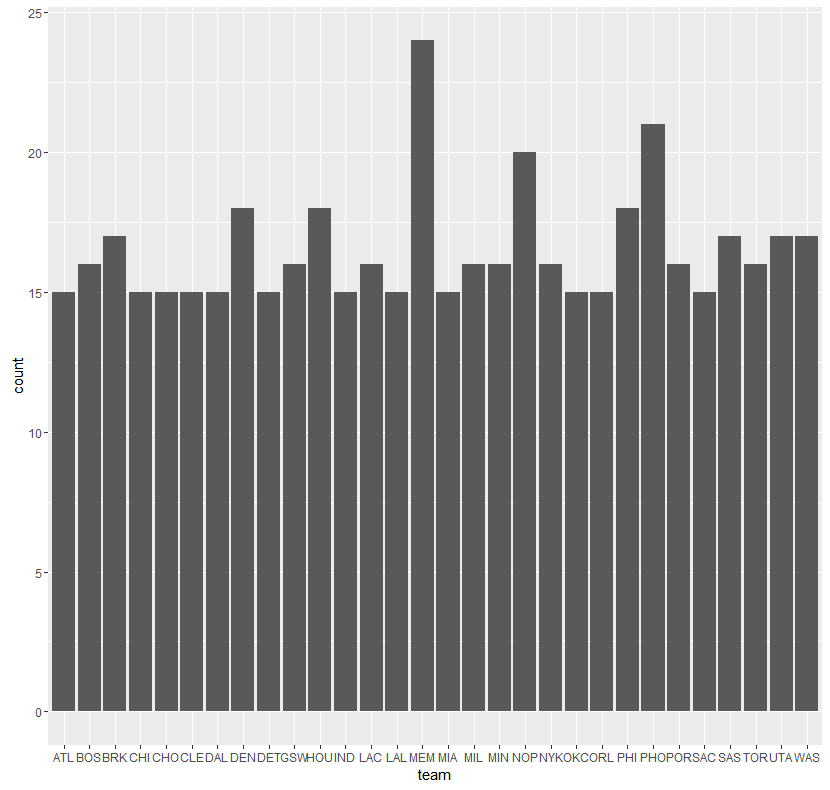 25
20
15
10
5
0
count
ATL BOS BRK CHI CHO CLE DAL DEN DET GSW HOU IND LAC LAL MEM MIA MIL MIN NOP NYK OKC ORL PHI PHO POR SAC SAS TOR UTA WAS
team